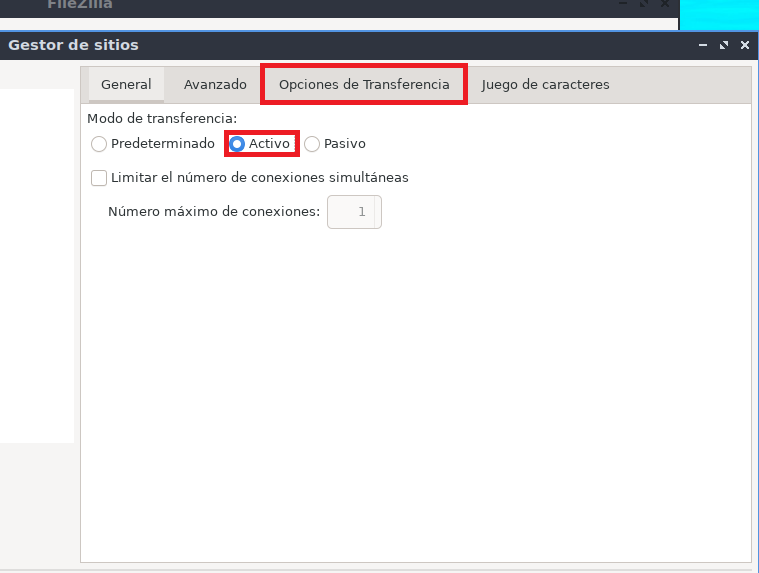 FileZilla
Gestor de sitios
General Avanzado Opciones de Transferencia Juego de caracteres
Modo de transferencia:
Predeterminado Activo Pasivo
Limitar el número de conexiones simultáneas
Número máximo de conexiones: 1